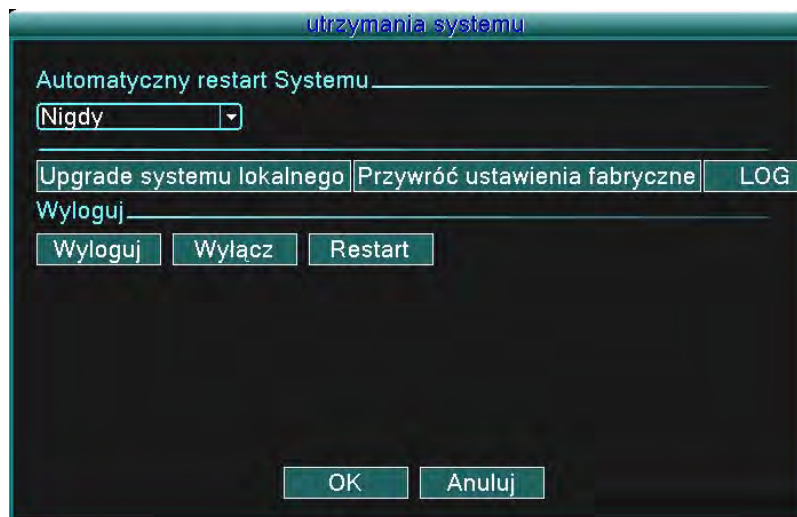 utrzymania systemu
Automatyczny restart Systemu
Nigdy
Upgrade systemu lokalnego Przywróć ustawienia fabryczne LOG
Wyloguj
Wyloguj Wyłącz Restart
OK Anuluj